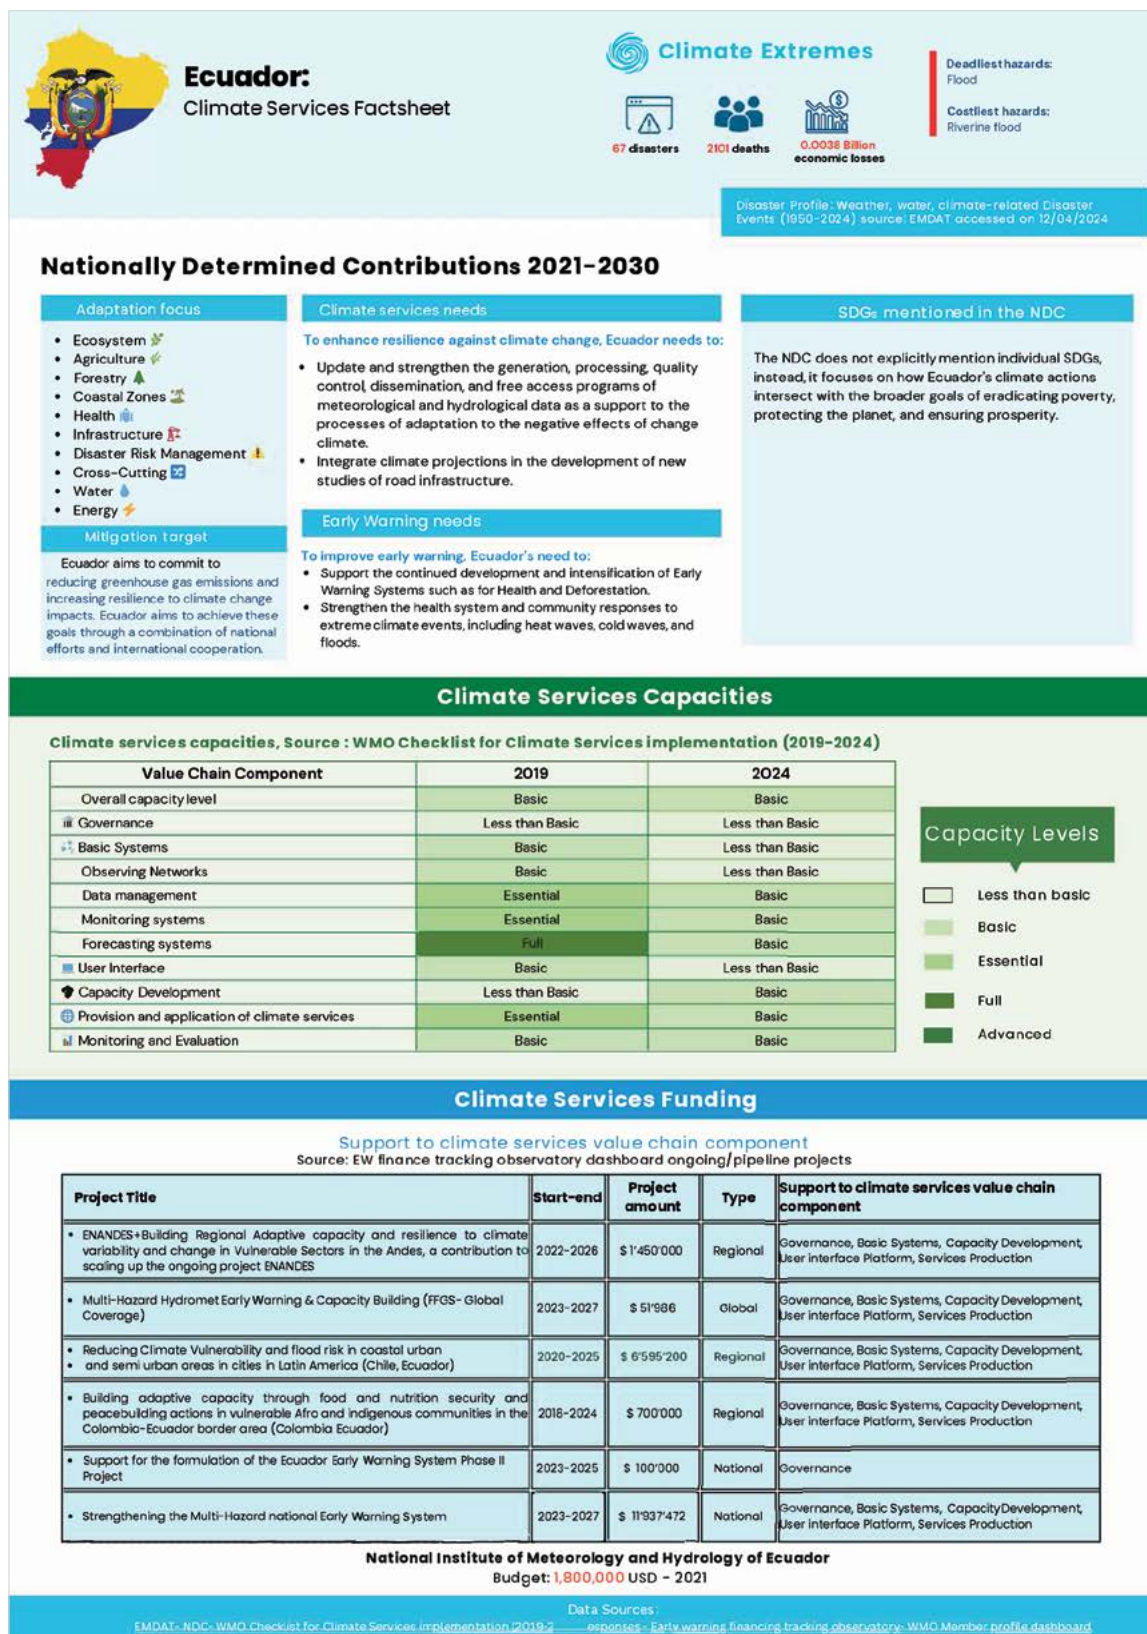 Ecuador:
Climate Services Factsheet
Climate Extremes
67 disasters
2101 deaths
0.0038 Billion
economic losses
Deadliest hazards:
Flood
Costliest hazards:
Riverine flood
Disaster Profile: Weather, water, climate-related Disaster
Events (1950-2024) source: EMDAT accessed on 12/04/2024
Nationally Determined Contributions 2021-2030
Adaptation focus
• Ecosystem
• Agriculture
• Forestry
• Coastal Zones
• Health
• Infrastructure
• Disaster Risk Management
• Cross-Cutting
• Water
• Energy
Mitigation target
Ecuador aims to commit to
reducing greenhouse gas emissions and
increasing resilience to climate change
impacts. Ecuador aims to achieve these
goals through a combination of national
efforts and international cooperation.
Climate services needs
To enhance resilience against climate change, Ecuador needs to:
• Update and strengthen the generation, processing, quality
control, dissemination, and free access programs of
meteorological and hydrological data as a support to the
processes of adaptation to the negative effects of change
climate.
• Integrate climate projections in the development of new
studies of road infrastructure.
Early Warning needs
To improve early warning, Ecuador's need to:
• Support the continued development and intensification of Early
Warning Systems such as for Health and Deforestation.
• Strengthen the health system and community responses to
extreme climate events, including heat waves, cold waves, and
floods.
SDGs mentioned in the NDC
The NDC does not explicitly mention individual SDGs,
instead, it focuses on how Ecuador's climate actions
intersect with the broader goals of eradicating poverty,
protecting the planet, and ensuring prosperity.
Climate Services Capacities
Climate services capacities, Source : WMO Checklist for Climate Services implementation (2019-2024)
Value Chain Component 2019 2024
Overall capacity level Basic Basic
Governance Less than Basic Less than Basic
Basic Systems Basic Less than Basic
Observing Networks Basic Less than Basic
Data management Essential Basic
Monitoring systems Essential Basic
Forecasting systems Full Basic
User Interface Basic Less than Basic
Capacity Development Less than Basic Basic
Provision and application of climate services Essential Basic
Monitoring and Evaluation Basic Basic
Capacity Levels
Less than basic
Basic
Essential
Full
Advanced
Climate Services Funding
Support to climate services value chain component
Source: EW finance tracking observatory dashboard ongoing/pipeline projects
Project Title Start-end Project amount Type Support to climate services value chain component
• ENANDES+Building Regional Adaptive capacity and resilience to climate
variability and change in Vulnerable Sectors in the Andes, a contribution to
scaling up the ongoing project ENANDES
2022-2026 $ 1'450'000 Regional
Governance, Basic Systems, Capacity Development,
User interface Platform, Services Production
• Multi-Hazard Hydromet Early Warning & Capacity Building (FFGS- Global
Coverage)
2023-2027 $ 51'986 Global
Governance, Basic Systems, Capacity Development,
User interface Platform, Services Production
• Reducing Climate Vulnerability and flood risk in coastal urban
• and semi urban areas in cities in Latin America (Chile, Ecuador)
2020-2025 $ 6'595'200 Regional
Governance, Basic Systems, Capacity Development,
User interface Platform, Services Production
• Building adaptive capacity through food and nutrition security and
peacebuilding actions in vulnerable Afro and indigenous communities in the
Colombia-Ecuador border area (Colombia Ecuador)
2018-2024 $ 700'000 Regional
Governance, Basic Systems, Capacity Development,
User interface Platform, Services Production
• Support for the formulation of the Ecuador Early Warning System Phase II
Project
2023-2025 $ 100'000 National Governance
• Strengthening the Multi-Hazard national Early Warning System
2023-2027 $ 11'937'472 National
Governance, Basic Systems, Capacity Development,
User interface Platform, Services Production
National Institute of Meteorology and Hydrology of Ecuador
Budget: 1,800,000 USD - 2021
Data Sources:
EMDAT- NDC- WMO Checklist for Climate Services implementation (2019-2 esponses - Early warning financing tracking observatory- WMO Member profile dashboard